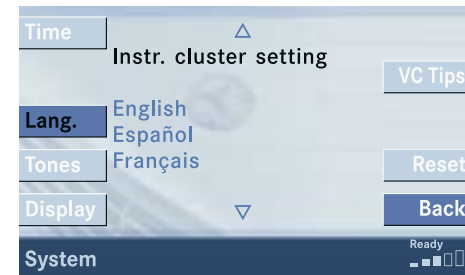 Time
Instr. cluster setting
VC Tips
Lang.
English
Español
Français
Tones
Reset
Display
Back
System
Ready